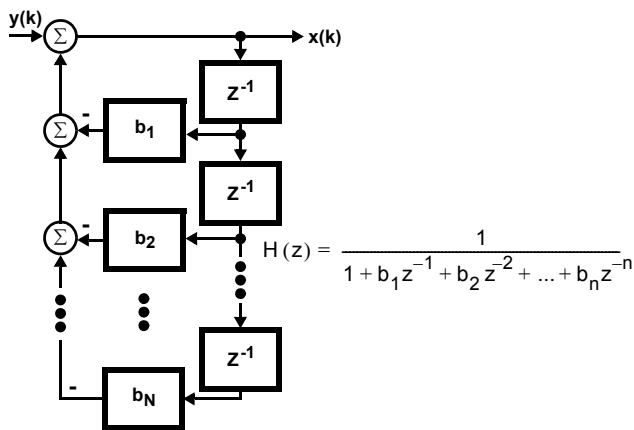 y(k)
Σ
x(k)
Z⁻¹
-
b₁
Σ
Z⁻¹
-
b₂
Σ
H(z) = 1 / (1 + b₁z⁻¹ + b₂z⁻² + ... + bₙz⁻ⁿ)
Z⁻¹
-
b_N